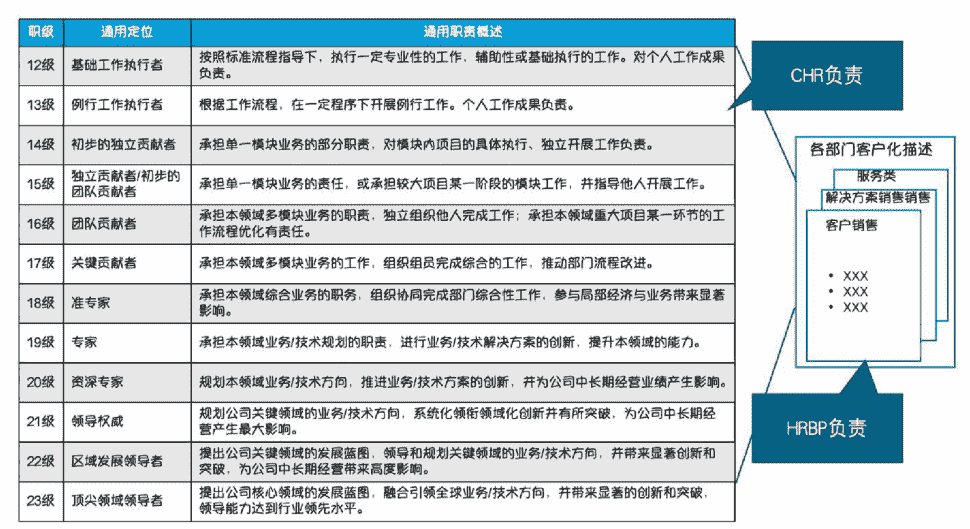 职级 通用定位 通用职责概述
12级 基础工作执行者 按照标准流程指导下，执行一定专业性的工作，辅助性或基础执行的工作。对个人工作成果
负责。
13级 例行工作执行者 根据工作流程，在一定程序下开展例行工作。个人工作成果负责。
14级 初步的独立贡献者 承担单一模块业务的部分职责，对模块内项目的具体执行、独立开展工作负责。
15级 独立贡献者/初步的
团队贡献者 承担单一模块业务的责任，或承担较大项目某一阶段的模块工作，并指导他人开展工作。
16级 团队贡献者 承担本领域多模块业务的职责，独立组织他人完成工作；承担本领域重大项目某一环节的工
作流程优化有责任。
17级 关键贡献者 承担本领域多模块业务的工作，组织组员完成综合的工作，推动部门流程改进。
18级 准专家 承担本领域综合业务的职务，组织协同完成部门综合性工作，参与局部经济与业务带来显著
影响。
19级 专家 承担本领域业务/技术规划的职责，进行业务/技术解决方案的创新，提升本领域的能力。
20级 资深专家 规划本领域业务/技术方向，推进业务/技术方案的创新，并为公司中长期经营业绩产生影响。
21级 领导权威 规划公司关键领域的业务/技术方向，系统化领衔领域化创新并有所突破，为公司中长期经
营产生最大影响。
22级 区域发展领导者 提出公司关键领域的发展蓝图，领导和规划关键领域的业务/技术方向，并带来显著创新和
突破，为公司中长期经营带来高度影响。
23级 顶尖领域领导者 提出公司核心领域的发展蓝图，融合引领全球业务/技术方向，并带来显著的创新和突破，
领导能力达到行业领先水平。
CHR负责
各部门客户化描述
服务类
解决方案销售销售
客户销售
• XXX
• XXX
• XXX
HRBP负责